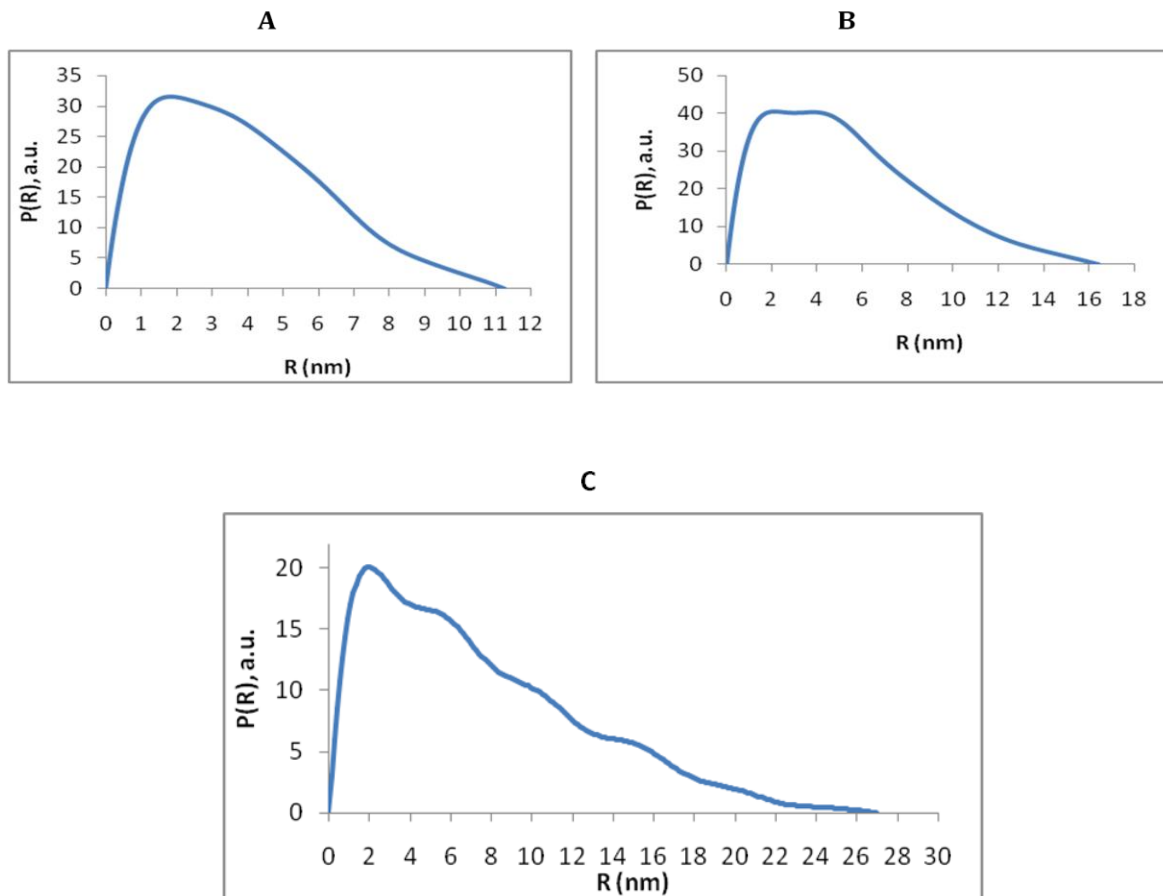 A
35
30
25
20
15
10
5
0
P(R), a.u.
0 1 2 3 4 5 6 7 8 9 10 11 12
R (nm)
B
50
40
30
20
10
0
P(R), a.u.
0 2 4 6 8 10 12 14 16 18
R (nm)
C
20
15
10
5
0
P(R), a.u.
0 2 4 6 8 10 12 14 16 18 20 22 24 26 28 30
R (nm)